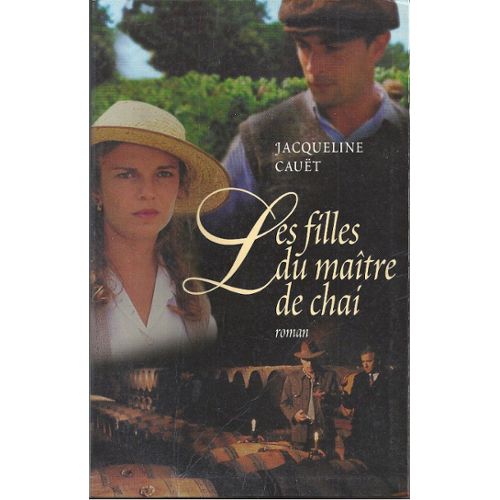 JACQUELINE
CAUËT
Les filles
du maître
de chai
roman